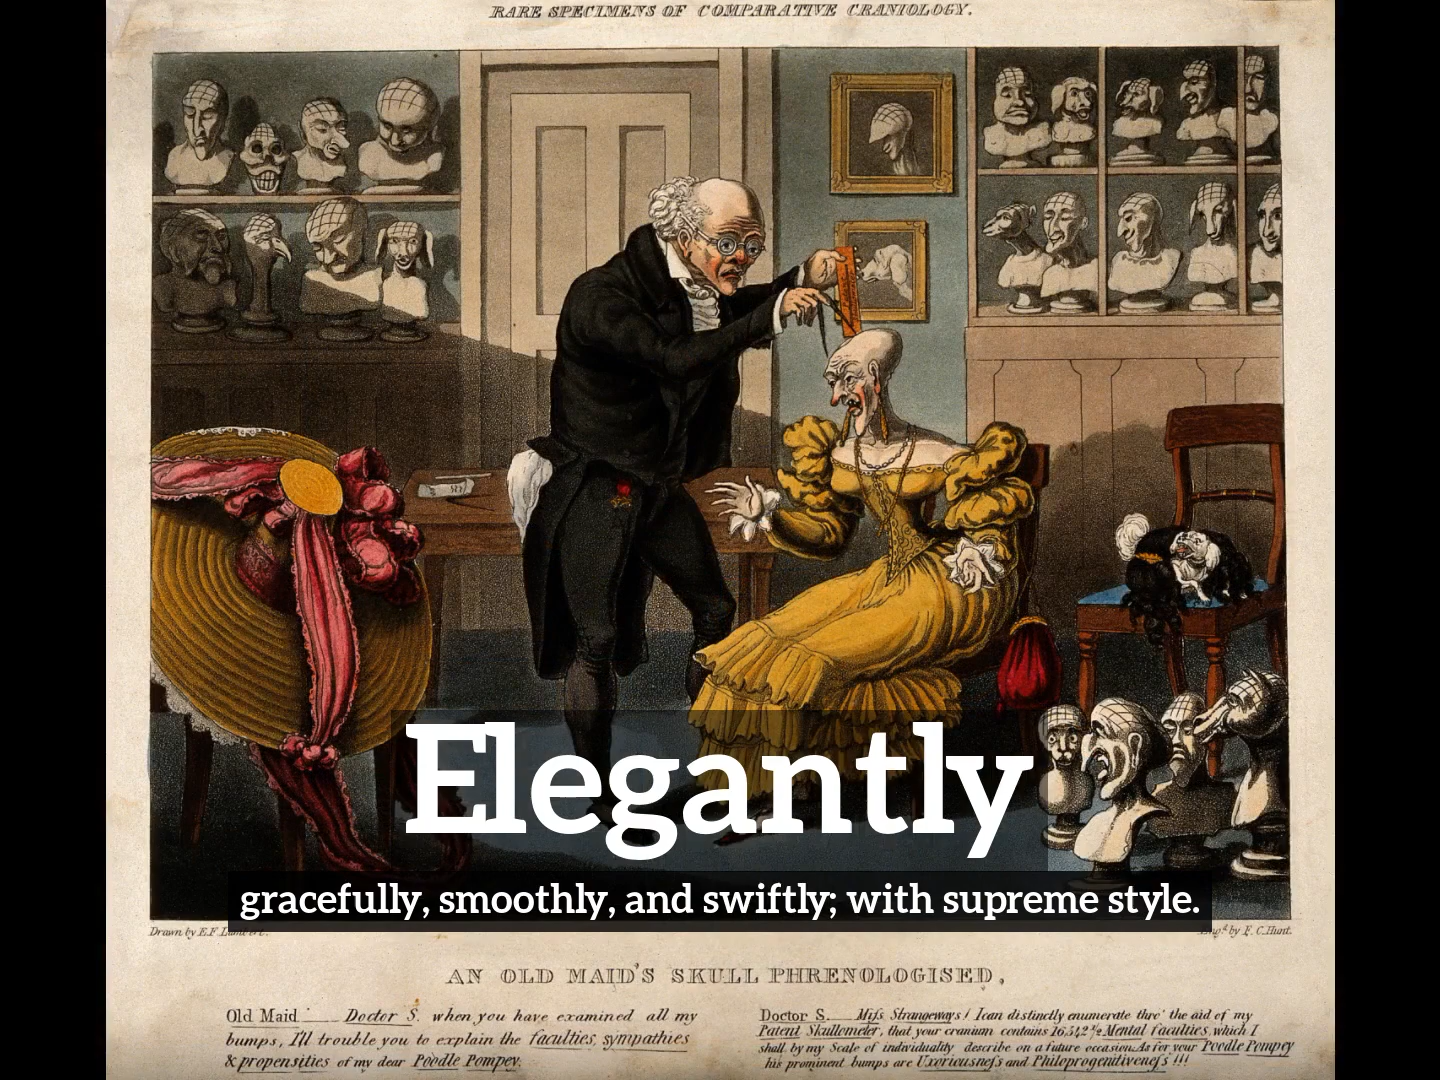 RARE SPECIMENS OF COMPARATIVE CRANIOLOGY.
Elegantly
gracefully, smoothly, and swiftly; with supreme style.
Drawn by E.F. Lambert.
Engd. by F. C. Hunt.
AN OLD MAID'S SKULL PHRENOLOGISED,
Old Maid Doctor S. when you have examined all my
bumps, I'll trouble you to explain the faculties, sympathies
& propensities of my dear Poodle Pompey.
Doctor S. Miſs Strangeways! I can distinctly enumerate thro' the aid of my
Patent Skullometer, that your cranium contains 16,542 ½ Mental faculties, which I
shall by my Scale of individuality describe on a future occasion. As for your Poodle Pompey
his prominent bumps are Uxoriousneſs and Philoprogenitiveneſs!!!